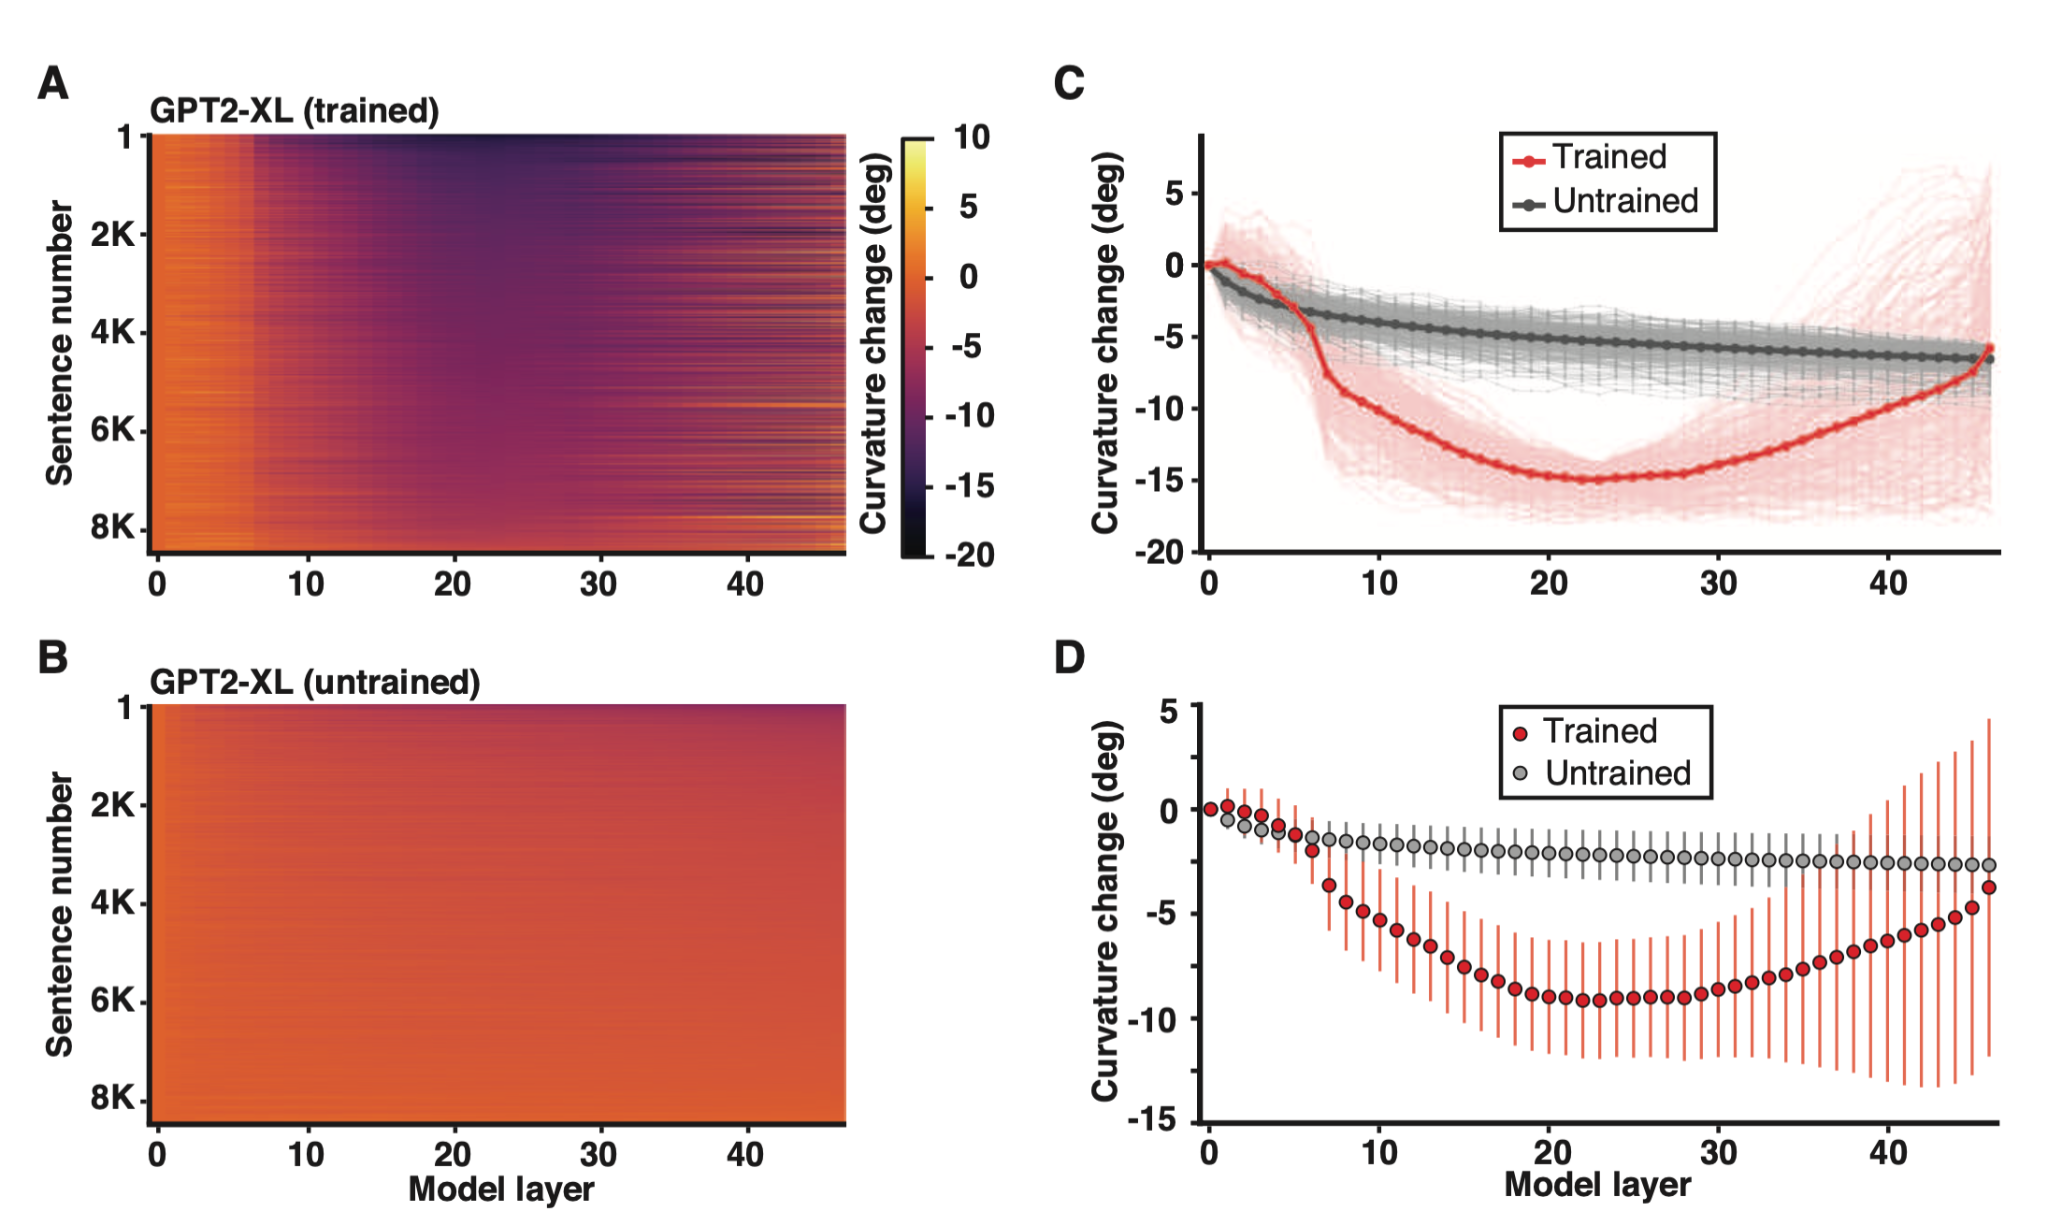 A
GPT2-XL (trained)
1
2K
4K
6K
8K
Sentence number
0 10 20 30 40
10
5
0
-5
-10
-15
-20
Curvature change (deg)
B
GPT2-XL (untrained)
1
2K
4K
6K
8K
Sentence number
0 10 20 30 40
Model layer
C
Trained
Untrained
5
0
-5
-10
-15
-20
Curvature change (deg)
0 10 20 30 40
D
Trained
Untrained
5
0
-5
-10
-15
Curvature change (deg)
0 10 20 30 40
Model layer